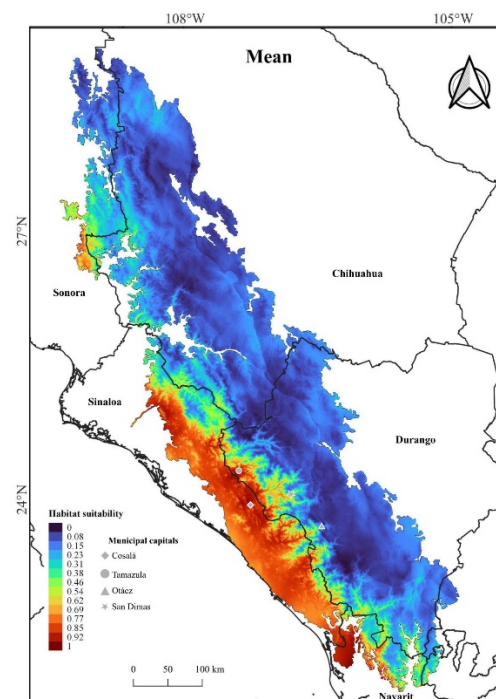 108°W
105°W
Mean
27°N
Chihuahua
Sonora
Sinaloa
Durango
24°N
Habitat suitability
0
0.08
0.15
0.23
0.31
0.38
0.46
0.54
0.62
0.69
0.77
0.85
0.92
1
Municipal capitals
Cosalá
Tamazula
Otáez
San Dimas
0 50 100 km
Nayarit